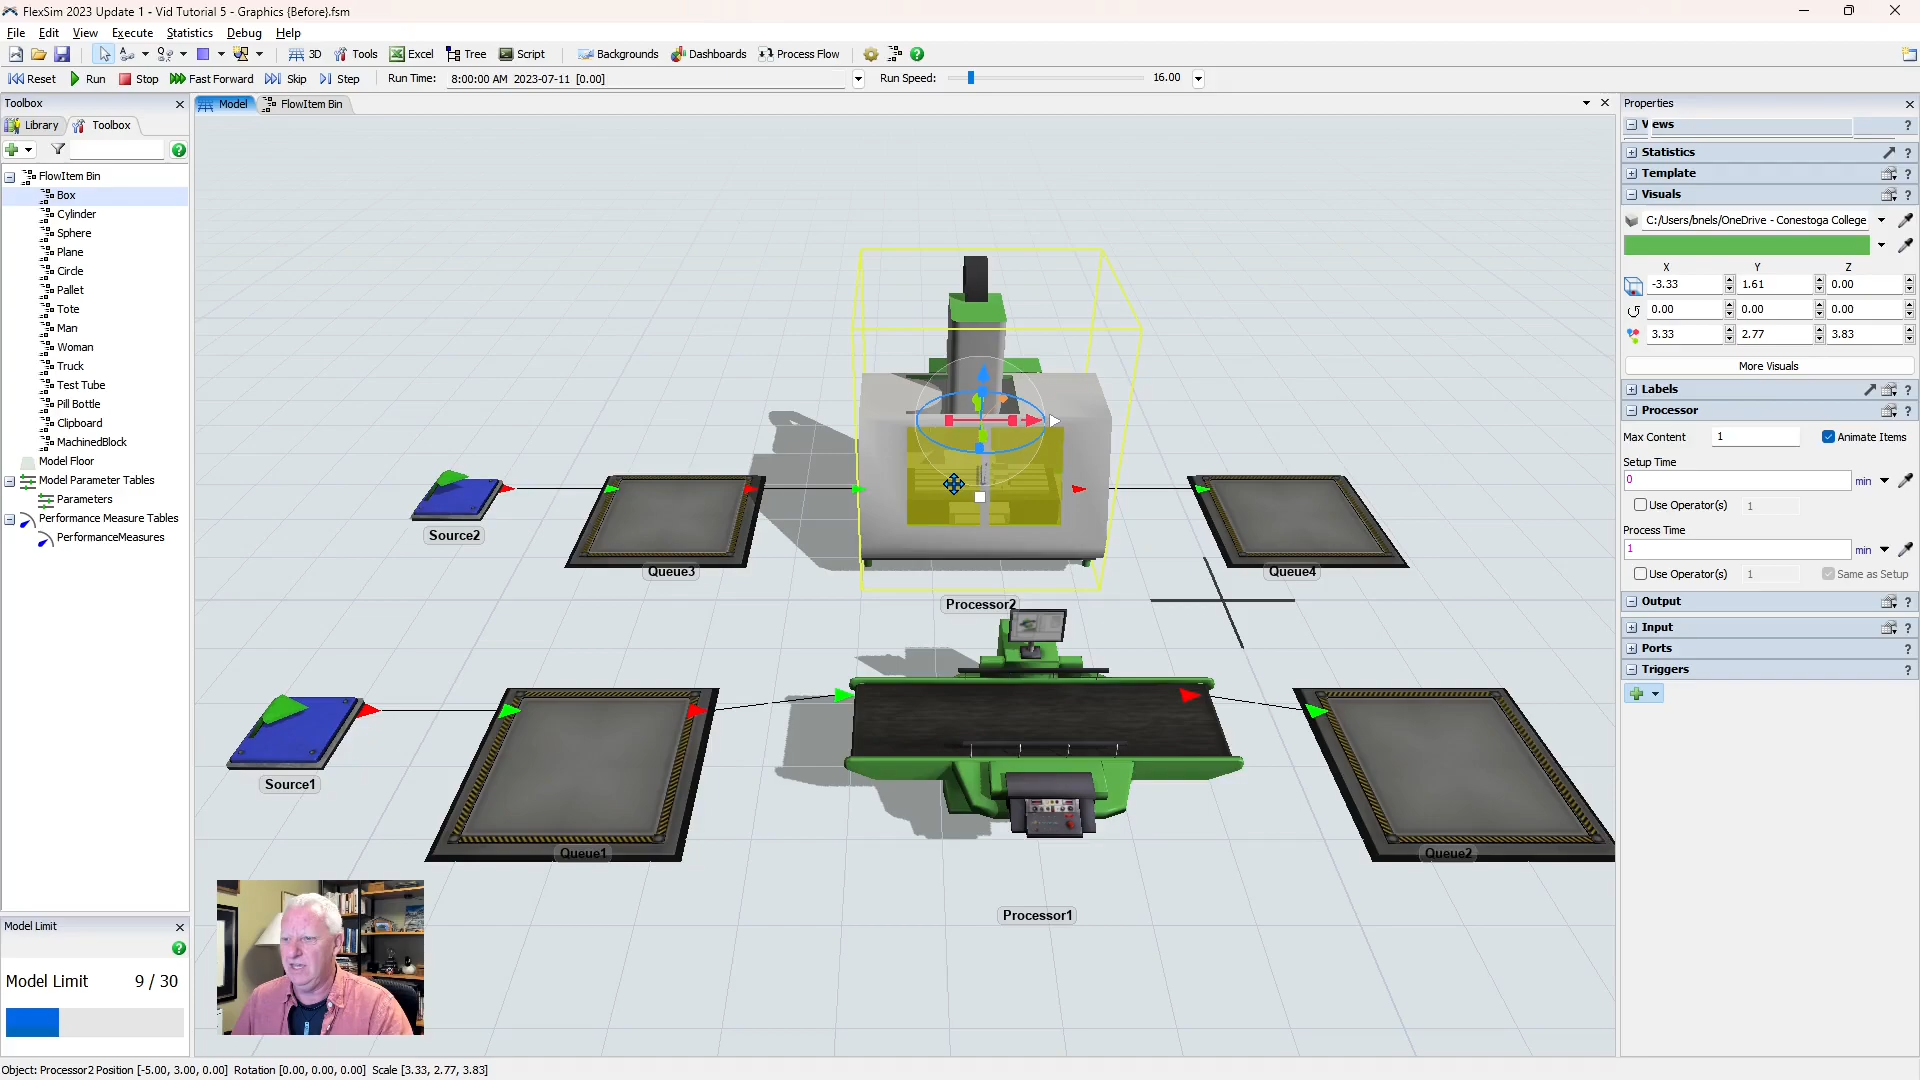 FlexSim 2023 Update 1 - Vid Tutorial 5 - Graphics {Before}.fsm
File Edit View Execute Statistics Debug Help
3D Tools Excel Tree Script Backgrounds Dashboards Process Flow
Reset Run Stop Fast Forward Skip Step Run Time: 8:00:00 AM 2023-07-11 [0.00] Run Speed: 16.00
Toolbox
Library Toolbox
FlowItem Bin
Box
Cylinder
Sphere
Plane
Circle
Pallet
Tote
Man
Woman
Truck
Test Tube
Pill Bottle
Clipboard
MachinedBlock
Model Floor
Model Parameter Tables
Parameters
Performance Measure Tables
PerformanceMeasures
Model Limit
Model Limit 9 / 30
Model FlowItem Bin
Source2
Queue3
Processor2
Queue4
Source1
Queue1
Processor1
Queue2
Properties
Views ?
Statistics ?
Template ?
Visuals ?
C:/Users/bnels/OneDrive - Conestoga College
X Y Z
-3.33 1.61 0.00
0.00 0.00 0.00
3.33 2.77 3.83
More Visuals
Labels ?
Processor ?
Max Content 1 Animate Items
Setup Time
0 min
Use Operator(s) 1
Process Time
1 min
Use Operator(s) 1 Same as Setup
Output ?
Input ?
Ports ?
Triggers ?
Object: Processor2 Position [-5.00, 3.00, 0.00] Rotation [0.00, 0.00, 0.00] Scale [3.33, 2.77, 3.83]